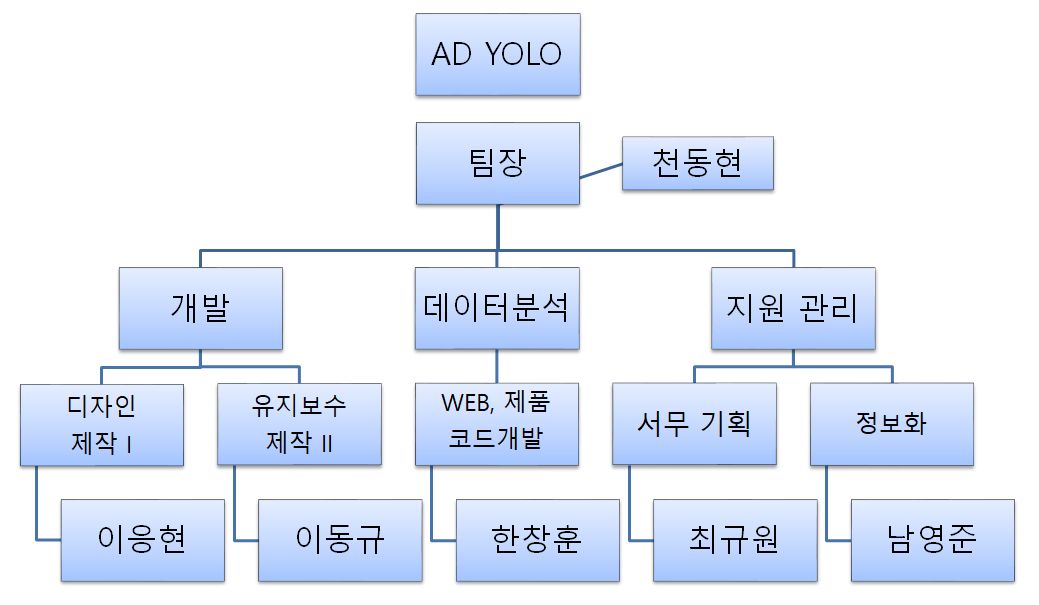 AD YOLO
팀장
천동현
개발
데이터분석
지원 관리
디자인
제작 I
유지보수
제작 II
WEB, 제품
코드개발
서무 기획
정보화
이응현
이동규
한창훈
최규원
남영준